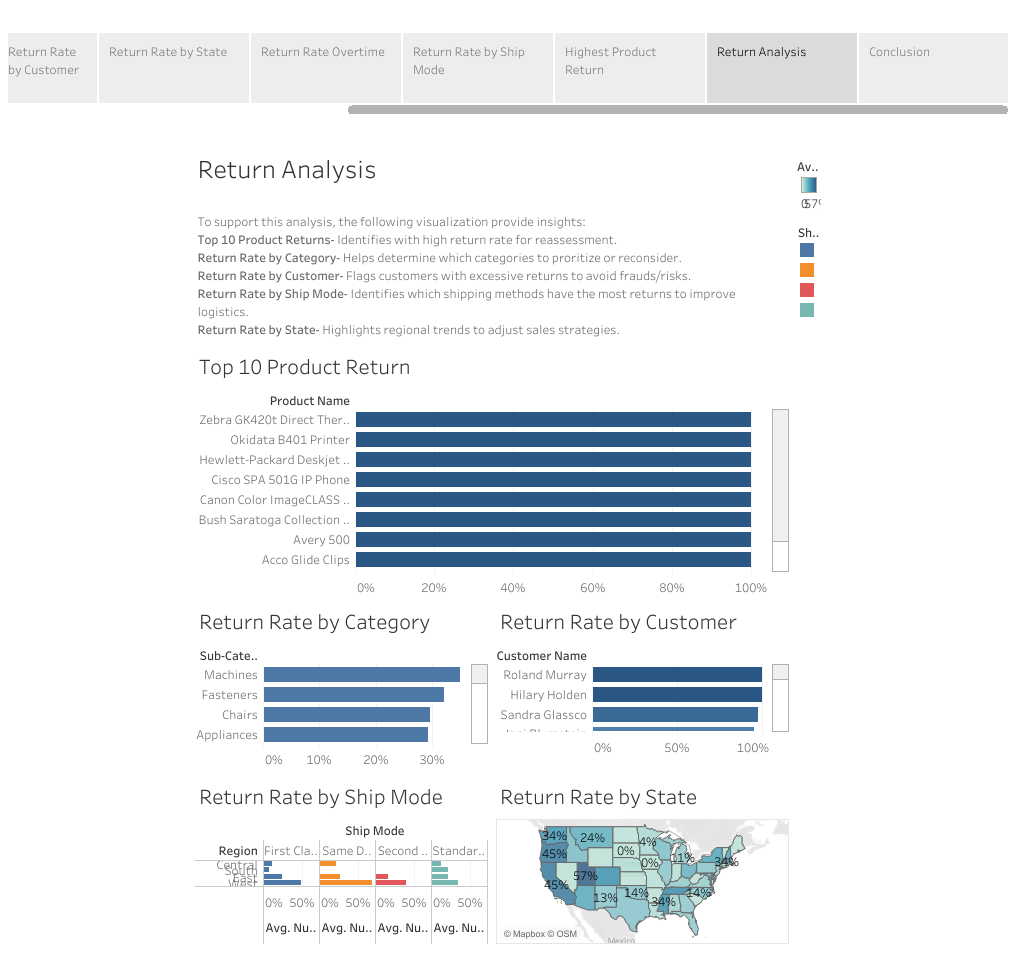 Return Rate by Customer
Return Rate by State
Return Rate Overtime
Return Rate by Ship Mode
Highest Product Return
Return Analysis
Conclusion
Return Analysis
Av..
To support this analysis, the following visualization provide insights:
Top 10 Product Returns- Identifies with high return rate for reassessment.
Return Rate by Category- Helps determine which categories to proritize or reconsider.
Return Rate by Customer- Flags customers with excessive returns to avoid frauds/risks.
Return Rate by Ship Mode- Identifies which shipping methods have the most returns to improve
logistics.
Return Rate by State- Highlights regional trends to adjust sales strategies.
Sh..
Top 10 Product Return
Product Name
Zebra GK420t Direct Ther..
Okidata B401 Printer
Hewlett-Packard Deskjet ..
Cisco SPA 501G IP Phone
Canon Color ImageCLASS ..
Bush Saratoga Collection ..
Avery 500
Acco Glide Clips
0% 20% 40% 60% 80% 100%
Return Rate by Category
Sub-Cate..
Machines
Fasteners
Chairs
Appliances
0% 10% 20% 30%
Return Rate by Customer
Customer Name
Roland Murray
Hilary Holden
Sandra Glassco
0% 50% 100%
Return Rate by Ship Mode
Ship Mode
Region First Cla.. Same D.. Second .. Standar..
Central
South
East
West
0% 50% 0% 50% 0% 50% 0% 50%
Avg. Nu.. Avg. Nu.. Avg. Nu.. Avg. Nu..
Return Rate by State
34% 24% 4%
45% 0% 0% 11% 34%
45% 57% 13% 14% 34% 14%
© Mapbox © OSM
Mexico